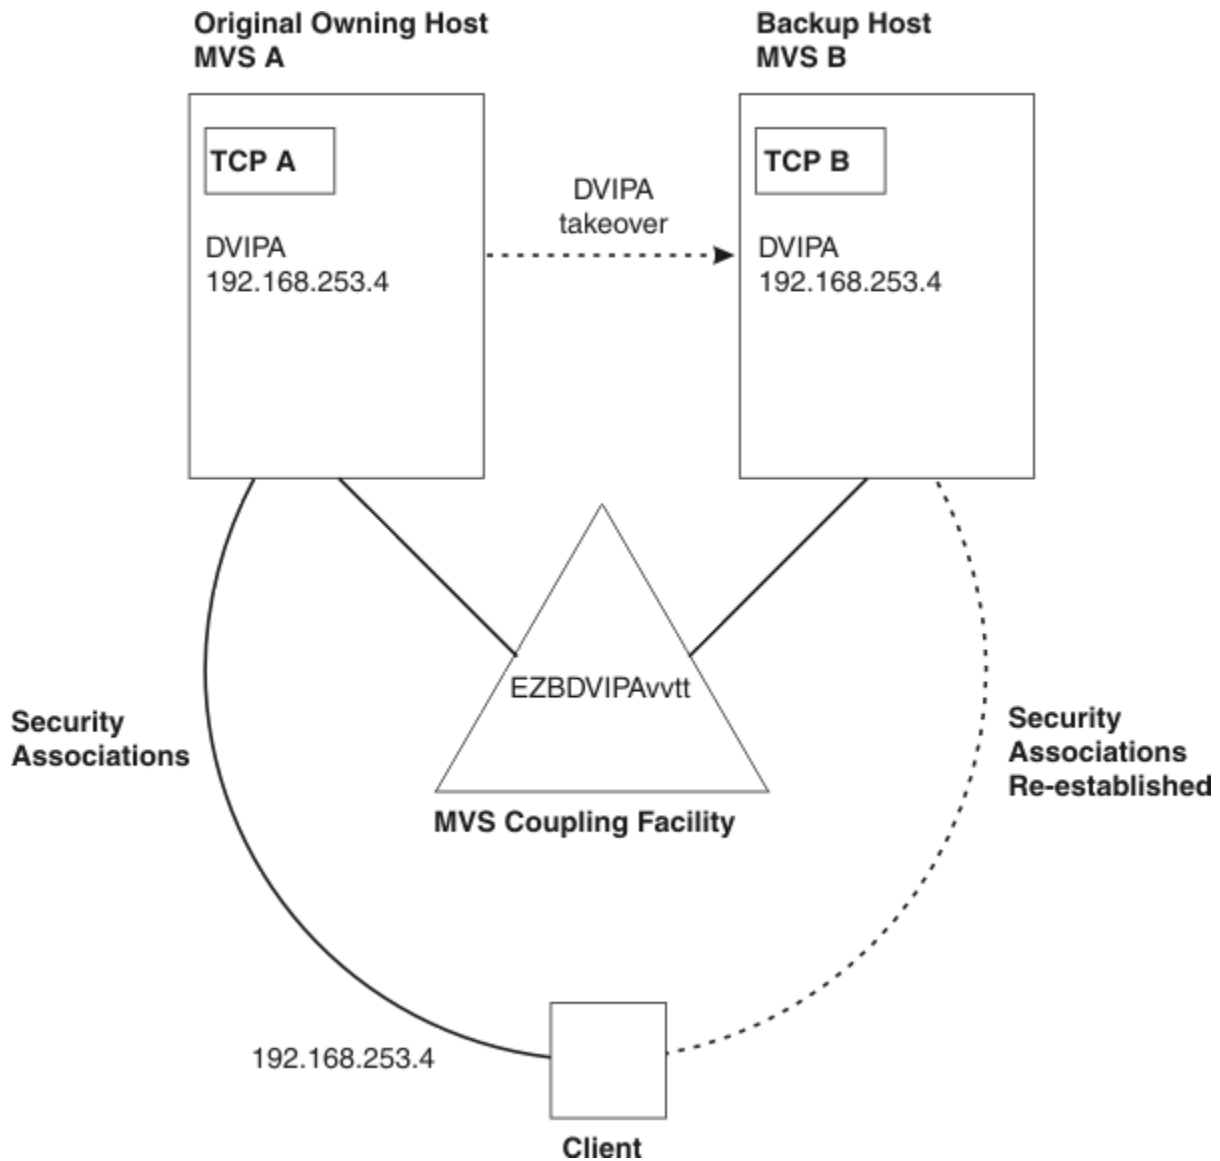 Original Owning Host
MVS A
Backup Host
MVS B
TCP A
DVIPA
192.168.253.4
DVIPA
takeover
TCP B
DVIPA
192.168.253.4
EZBDVIPAvvtt
MVS Coupling Facility
Security
Associations
Security
Associations
Re-established
192.168.253.4
Client